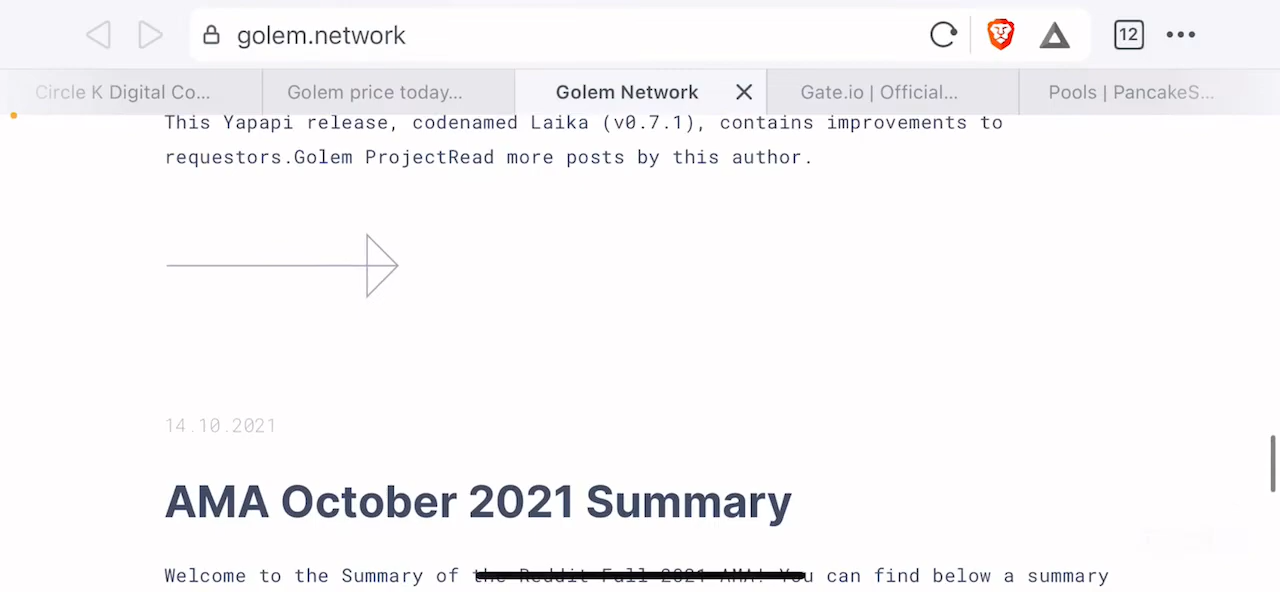 golem.network
12
Circle K Digital Co...
Golem price today...
Golem Network
Gate.io | Official...
Pools | PancakeS...
This Yapapi release, codenamed Laika (v0.7.1), contains improvements to
requestors.Golem ProjectRead more posts by this author.
14.10.2021
AMA October 2021 Summary
Welcome to the Summary of the Reddit Fall 2021 AMA! You can find below a summary